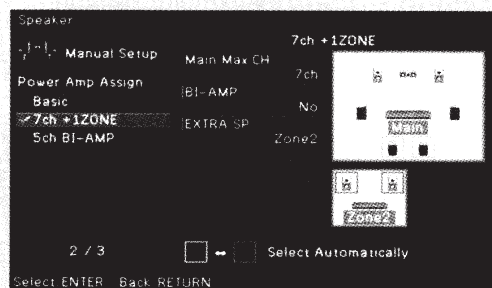 Speaker
Manual Setup
Power Amp Assign
Basic
7ch +1ZONE
5ch BI-AMP
Main Max CH
7ch
BI-AMP
No
EXTRA SP
Zone2
7ch +1ZONE
Main
Zone2
2 / 3
Select Automatically
Select ENTER Back RETURN